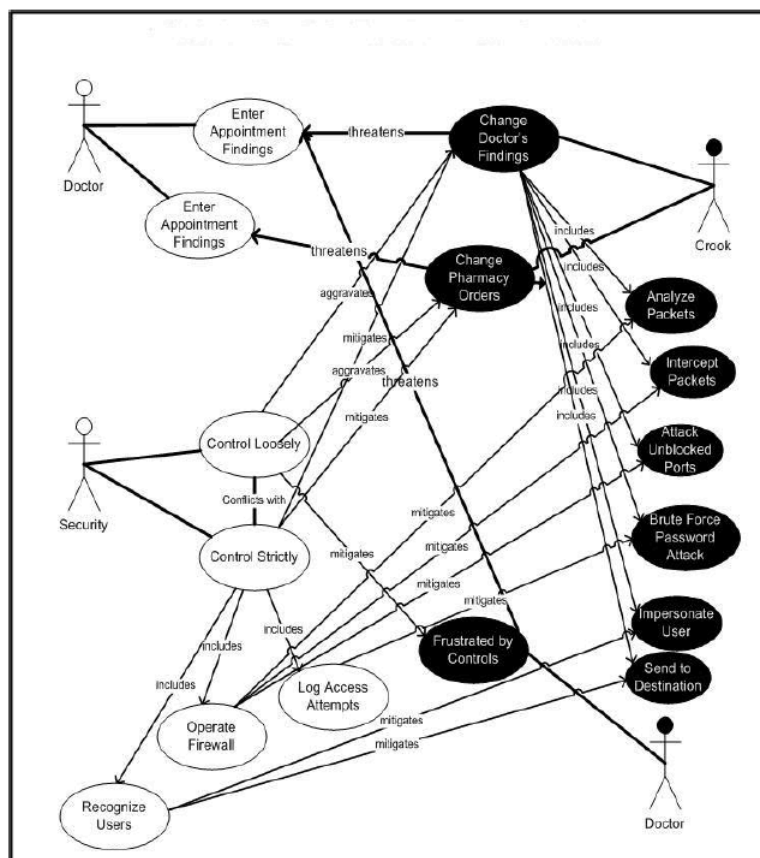 Enter
Appointment
Findings
threatens
Change
Doctor's
Findings
Doctor
Enter
Appointment
Findings
threatens
Change
Pharmacy
Orders
Crook
includes
includes
includes
includes
includes
includes
Analyze
Packets
Intercept
Packets
Attack
Unblocked
Ports
Brute Force
Password
Attack
Impersonate
User
Send to
Destination
aggravates
mitigates
aggravates
mitigates
threatens
Security
Control Loosely
Conflicts with
Control Strictly
mitigates
mitigates
mitigates
mitigates
mitigates
includes
includes
includes
Frustrated by
Controls
Log Access
Attempts
Operate
Firewall
Recognize
Users
mitigates
mitigates
Doctor